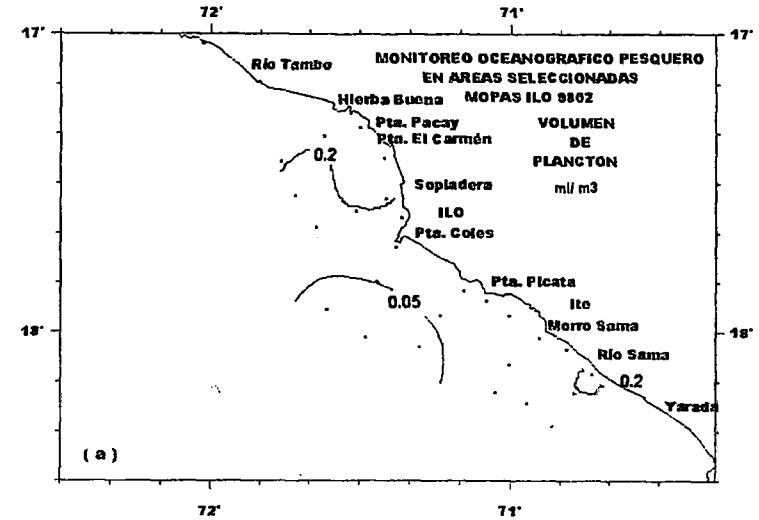 72° 71°
17° 17°
MONITOREO OCEANOGRAFICO PESQUERO
EN AREAS SELECCIONADAS
MOPAS ILO 9802
Río Tambo
Hierba Buena
VOLUMEN
DE
PLANCTON
ml/ m3
Pta. Pacay
Pta. El Carmén
0.2
Sopladera
ILO
Pta. Coles
Pta. Picata
0.05
Ite
Morro Sama
18° 18°
Río Sama
0.2
Yarada
( a )
72° 71°